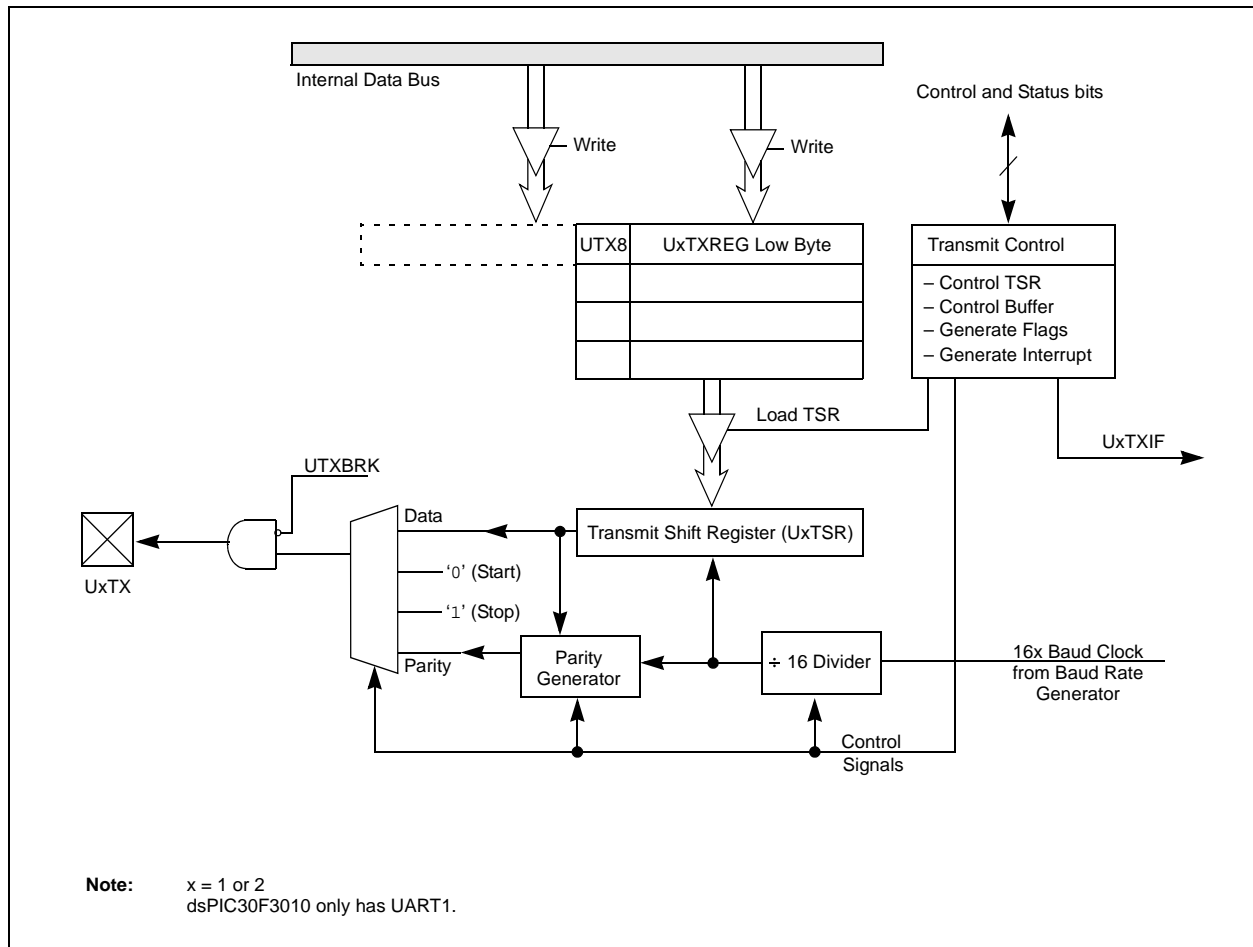 Internal Data Bus
Control and Status bits
Write
Write
UTX8
UxTXREG Low Byte
Transmit Control
– Control TSR
– Control Buffer
– Generate Flags
– Generate Interrupt
Load TSR
UxTXIF
UTXBRK
Data
Transmit Shift Register (UxTSR)
UxTX
‘0’ (Start)
‘1’ (Stop)
Parity
Parity
Generator
÷ 16 Divider
16x Baud Clock
from Baud Rate
Generator
Control
Signals
Note: x = 1 or 2
dsPIC30F3010 only has UART1.